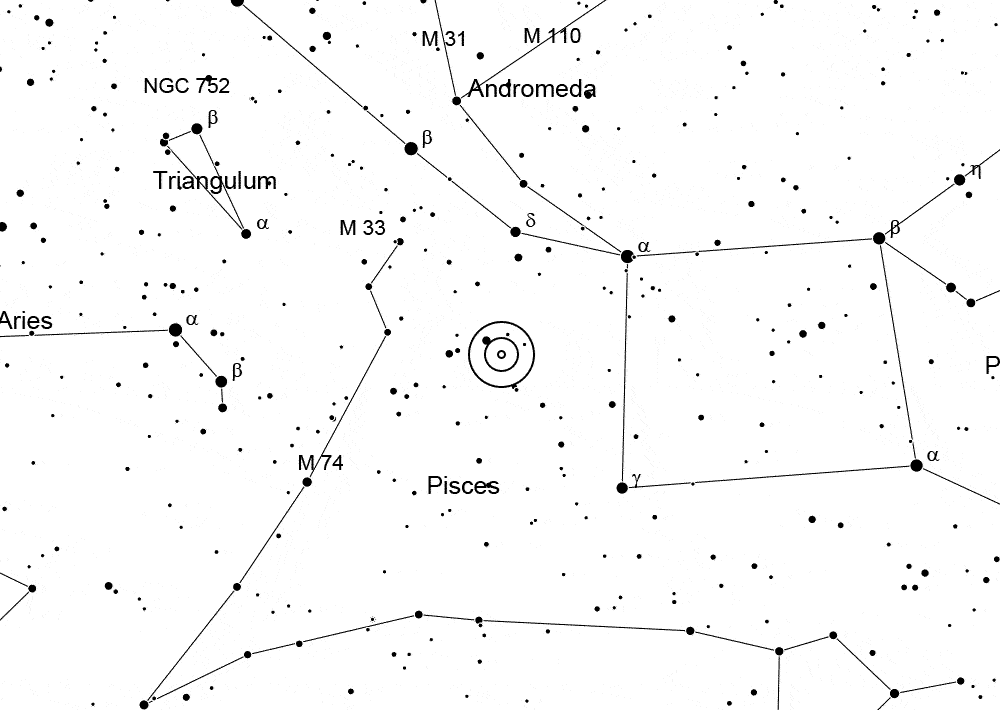 M 31
M 110
NGC 752
Andromeda
β
β
η
Triangulum
α
δ
M 33
β
α
Aries
α
P
β
M 74
α
Pisces
γ